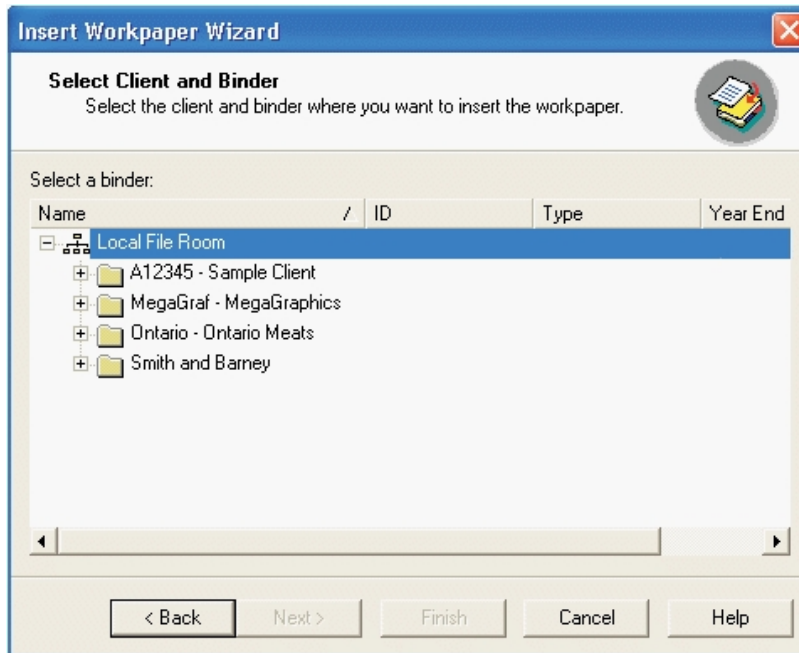 Insert Workpaper Wizard
Select Client and Binder
Select the client and binder where you want to insert the workpaper.
Select a binder:
Name / ID Type Year End
Local File Room
A12345 - Sample Client
MegaGraf - MegaGraphics
Ontario - Ontario Meats
Smith and Barney
< Back Next > Finish Cancel Help